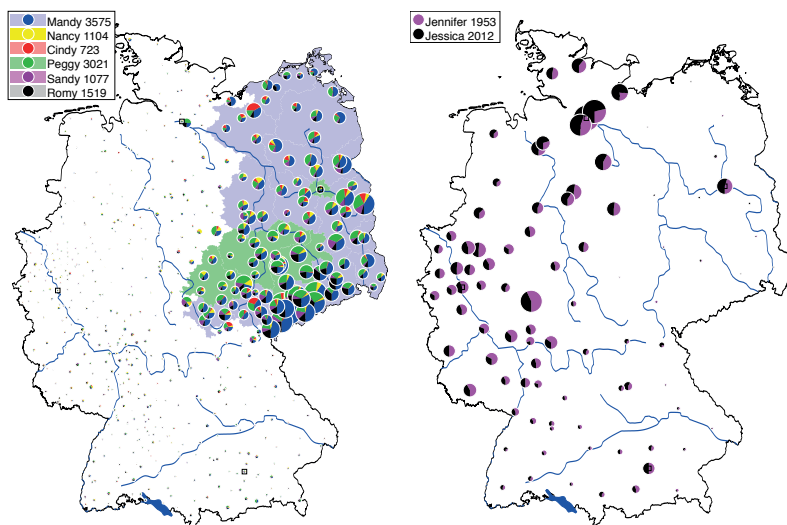 Mandy 3575
Nancy 1104
Cindy 723
Peggy 3021
Sandy 1077
Romy 1519
Jennifer 1953
Jessica 2012